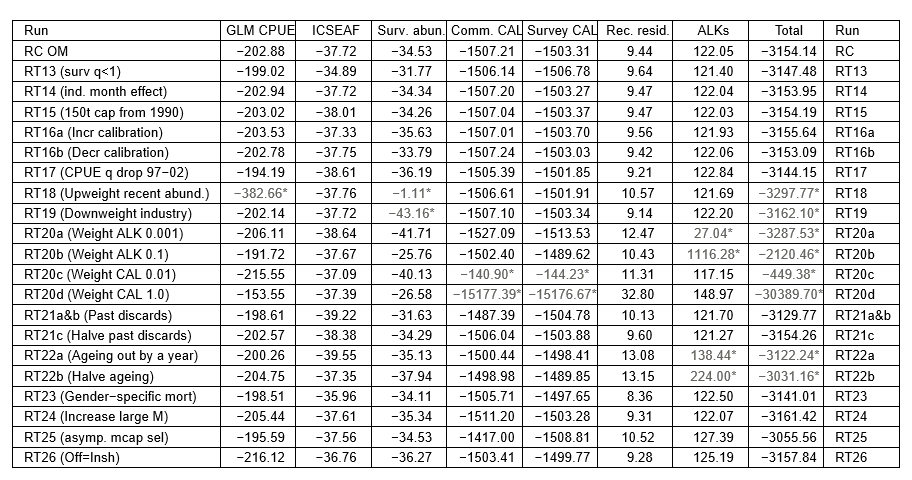 Run GLM CPUE ICSEAF Surv. abun. Comm. CAL Survey CAL Rec. resid. ALKs Total Run
RC OM −202.88 −37.72 −34.53 −1507.21 −1503.31 9.44 122.05 −3154.14 RC
RT13 (surv q<1) −199.02 −34.89 −31.77 −1506.14 −1506.78 9.64 121.40 −3147.48 RT13
RT14 (ind. month effect) −202.94 −37.72 −34.34 −1507.20 −1503.27 9.47 122.04 −3153.95 RT14
RT15 (150t cap from 1990) −203.02 −38.01 −34.26 −1507.04 −1503.37 9.47 122.03 −3154.19 RT15
RT16a (Incr calibration) −203.53 −37.33 −35.63 −1507.01 −1503.70 9.56 121.93 −3155.64 RT16a
RT16b (Decr calibration) −202.78 −37.75 −33.79 −1507.24 −1503.03 9.42 122.06 −3153.09 RT16b
RT17 (CPUE q drop 97−02) −194.19 −38.61 −36.19 −1505.39 −1501.85 9.21 122.84 −3144.15 RT17
RT18 (Upweight recent abund.) −382.66* −37.76 −1.11* −1506.61 −1501.91 10.57 121.69 −3297.77* RT18
RT19 (Downweight industry) −202.14 −37.72 −43.16* −1507.10 −1503.34 9.14 122.20 −3162.10* RT19
RT20a (Weight ALK 0.001) −206.11 −38.64 −41.71 −1527.09 −1513.53 12.47 27.04* −3287.53* RT20a
RT20b (Weight ALK 0.1) −191.72 −37.67 −25.76 −1502.40 −1489.62 10.43 1116.28* −2120.46* RT20b
RT20c (Weight CAL 0.01) −215.55 −37.09 −40.13 −140.90* −144.23* 11.31 117.15 −449.38* RT20c
RT20d (Weight CAL 1.0) −153.55 −37.39 −26.58 −15177.39* −15176.67* 32.80 148.97 −30389.70* RT20d
RT21a&b (Past discards) −198.61 −39.22 −31.63 −1487.39 −1504.78 10.13 121.70 −3129.77 RT21a&b
RT21c (Halve past discards) −202.57 −38.38 −34.29 −1506.04 −1503.88 9.60 121.27 −3154.26 RT21c
RT22a (Ageing out by a year) −200.26 −39.55 −35.13 −1500.44 −1498.41 13.08 138.44* −3122.24* RT22a
RT22b (Halve ageing) −204.75 −37.35 −37.94 −1498.98 −1489.85 13.15 224.00* −3031.16* RT22b
RT23 (Gender−specific mort) −198.51 −35.96 −34.11 −1505.71 −1497.65 8.36 122.50 −3141.01 RT23
RT24 (Increase large M) −205.44 −37.61 −35.34 −1511.20 −1503.28 9.31 122.07 −3161.42 RT24
RT25 (asymp. mcap sel) −195.59 −37.56 −34.53 −1417.00 −1508.81 10.52 127.39 −3055.56 RT25
RT26 (Off=Insh) −216.12 −36.76 −36.27 −1503.41 −1499.77 9.28 125.19 −3157.84 RT26